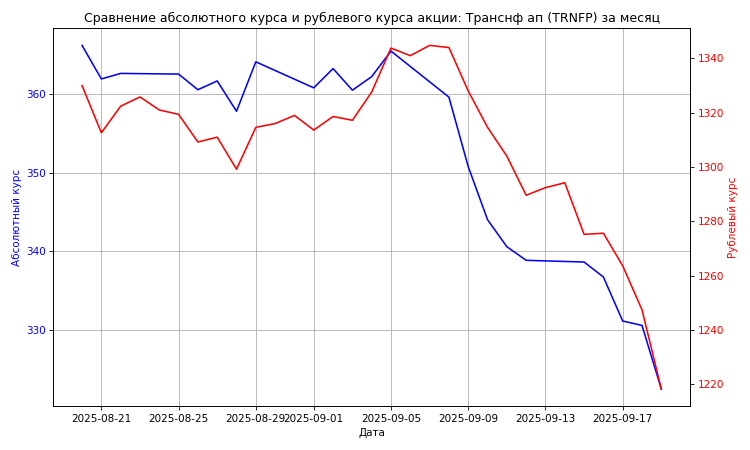 Сравнение абсолютного курса и рублевого курса акции: Транснф ап (TRNFP) за месяц
Абсолютный курс
360
350
340
330
1340
1320
1300
1280
1260
1240
1220
Рублевый курс
2025-08-21 2025-08-25 2025-08-29 2025-09-01 2025-09-05 2025-09-09 2025-09-13 2025-09-17
Дата